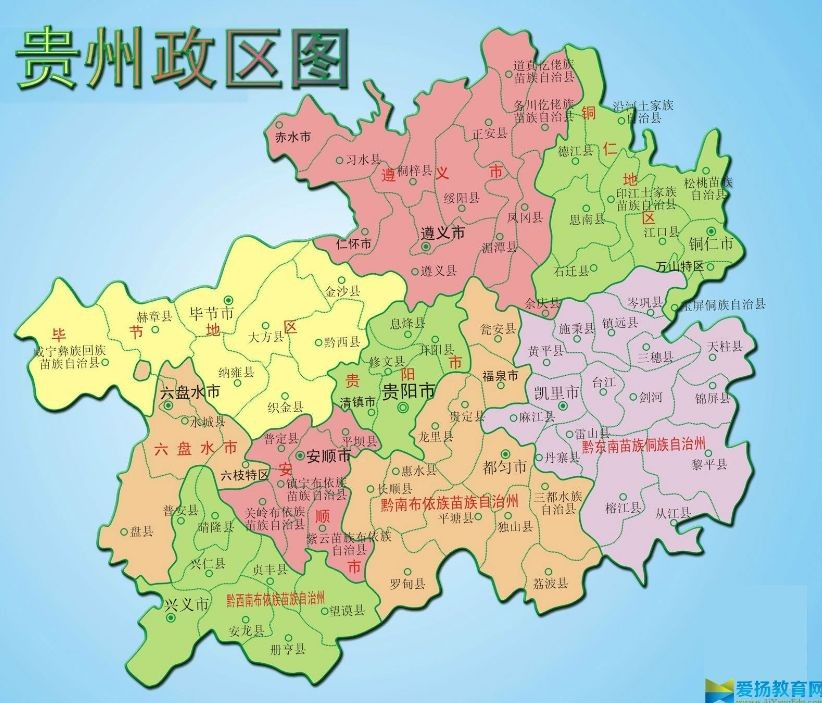 贵州政区图
道真仡佬族
苗族自治县
务川仡佬族
苗族自治县
铜
仁
地
区
沿河土家族
自治县
赤水市
习水县
桐梓县
正安县
遵
义
市
绥阳县
德江县
松桃苗族
自治县
印江土家族
苗族自治县
凤冈县
思南县
江口县
铜仁市
仁怀市
遵义市
湄潭县
遵义县
石迁县
万山特区
余庆县
岑巩县
玉屏侗族自治县
金沙县
毕
节
地
区
毕节市
赫章县
威宁彝族回族
苗族自治县
大方县
黔西县
纳雍县
织金县
息烽县
开阳县
修文县
贵
阳
市
清镇市
贵阳市
瓮安县
福泉市
黄平县
施秉县
镇远县
三穗县
天柱县
凯里市
台江
剑河
锦屏县
麻江县
雷山县
丹寨县
黔东南苗族侗族自治州
黎平县
榕江县
从江县
六盘水市
水城县
六盘水市
六枝特区
盘县
普定县
平坝县
安
顺
市
安顺市
镇宁布依族
苗族自治县
关岭布依族
苗族自治县
紫云苗族布依族
自治县
贵定县
龙里县
惠水县
长顺县
都匀市
黔南布依族苗族自治州
三都水族
自治县
平塘县
独山县
罗甸县
荔波县
普安县
晴隆县
兴仁县
贞丰县
兴义市
黔西南布依族苗族自治州
望谟县
安龙县
册亨县
爱扬教育网